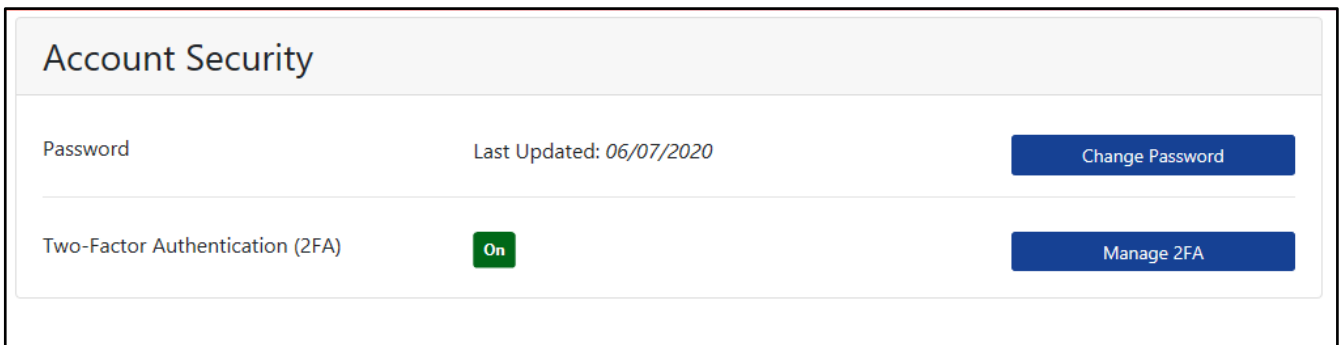 Account Security
Password Last Updated: 06/07/2020 Change Password
Two-Factor Authentication (2FA) On Manage 2FA